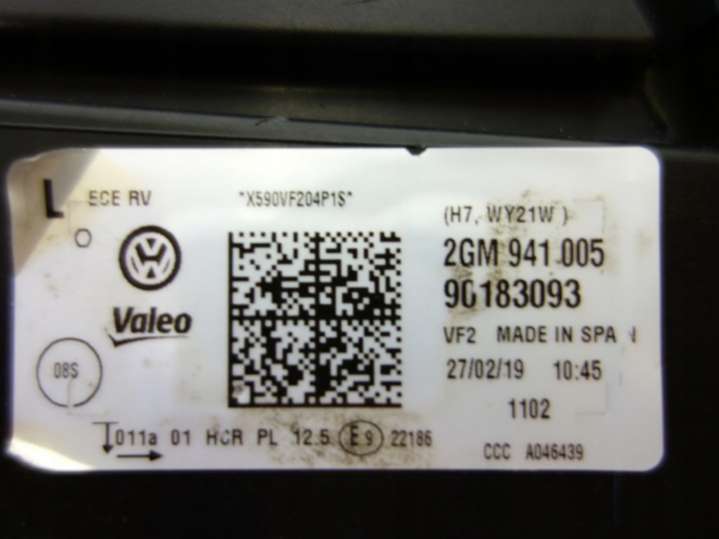 L ECE RV *X590VF204P1S*
(H7, WY21W )
2GM 941 005
90183093
Valeo
VF2 MADE IN
27/02/19 10:45
08S
1102
011a 01 HCR PL 12.5 E9 22186
CCC A046439